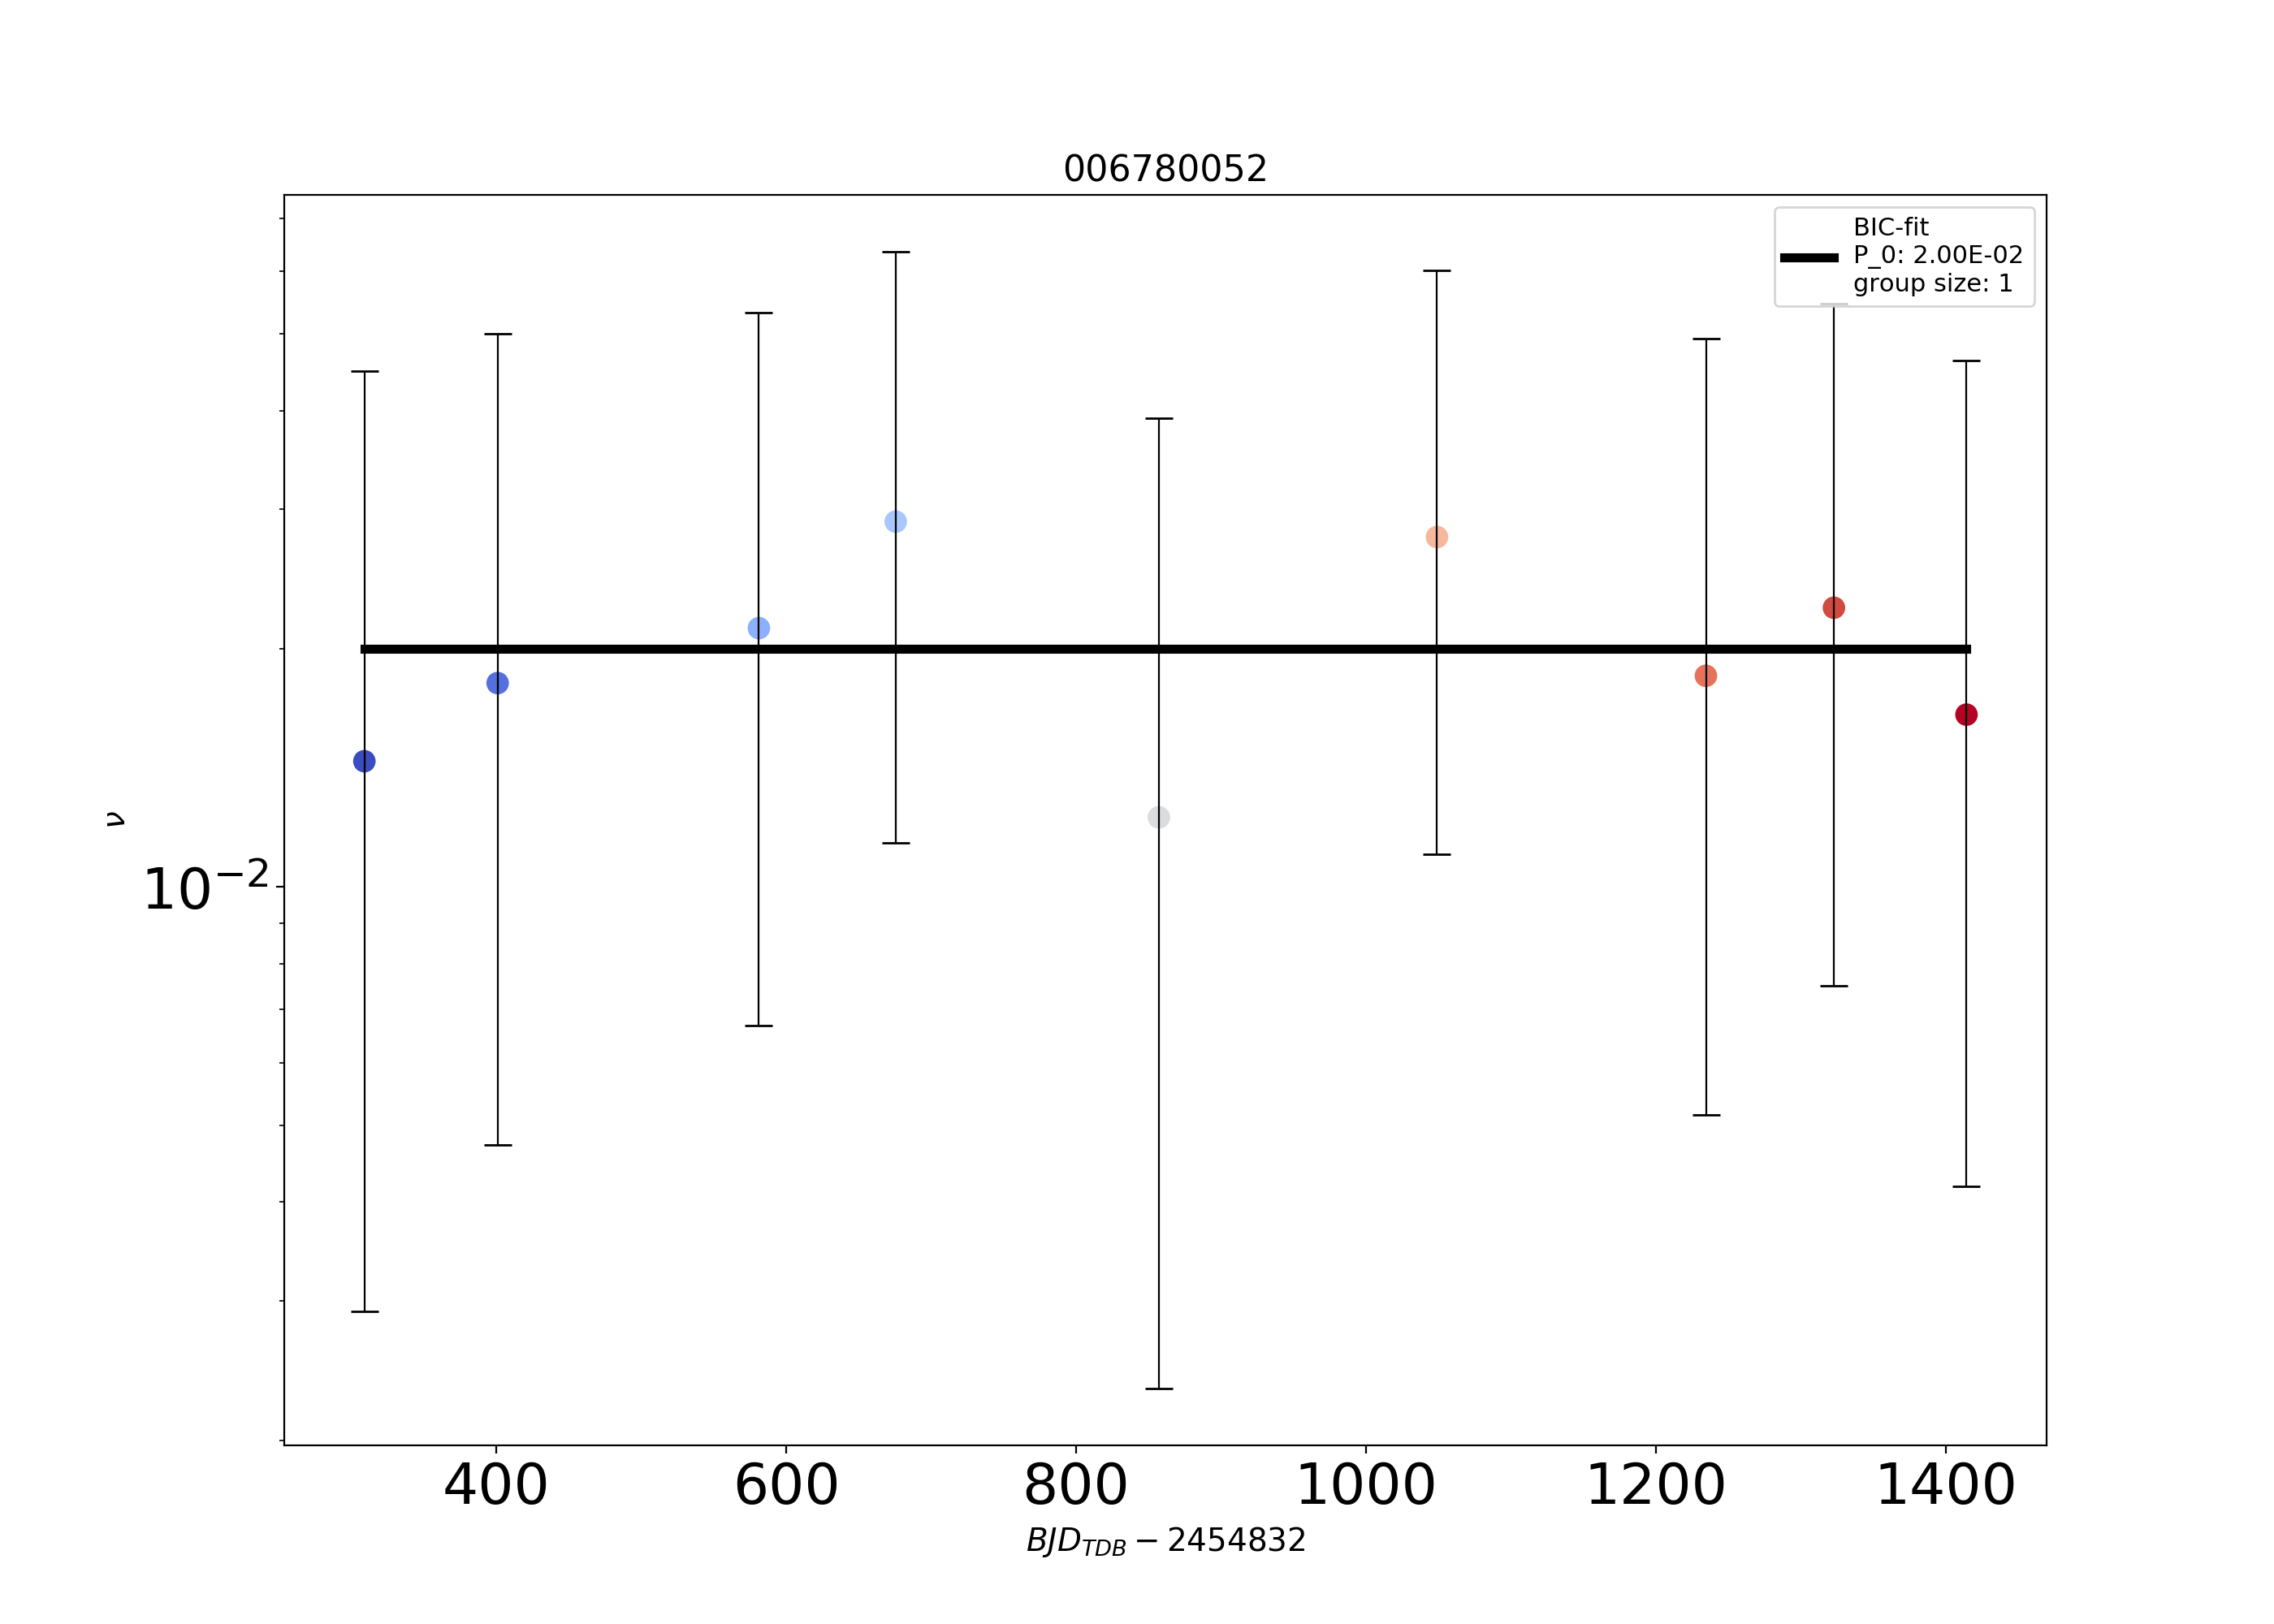 006780052
BIC-fit
P_0: 2.00E-02
group size: 1
ν
10⁻²
400 600 800 1000 1200 1400
BJD_TDB − 2454832